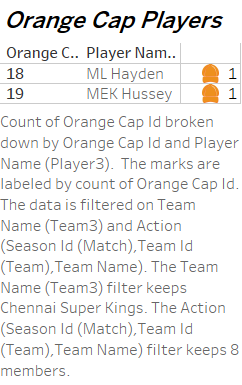 Orange Cap Players
Orange C.. Player Nam..
18 ML Hayden 1
19 MEK Hussey 1
Count of Orange Cap Id broken
down by Orange Cap Id and Player
Name (Player3).  The marks are
labeled by count of Orange Cap Id.
The data is filtered on Team
Name (Team3) and Action
(Season Id (Match),Team Id
(Team),Team Name). The Team
Name (Team3) filter keeps
Chennai Super Kings. The Action
(Season Id (Match),Team Id
(Team),Team Name) filter keeps 8
members.